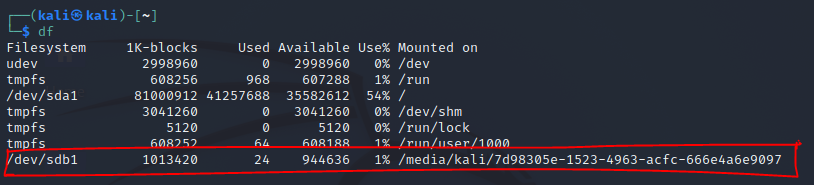 ┌──(kali㉿kali)-[~]
└─$ df
Filesystem     1K-blocks     Used Available Use% Mounted on
udev             2998960        0   2998960   0% /dev
tmpfs             608256      968    607288   1% /run
/dev/sda1       81000912 41257688  35582612  54% /
tmpfs            3041260        0   3041260   0% /dev/shm
tmpfs               5120        0      5120   0% /run/lock
tmpfs             608252       64    608188   1% /run/user/1000
/dev/sdb1        1013420       24    944636   1% /media/kali/7d98305e-1523-4963-acfc-666e4a6e9097